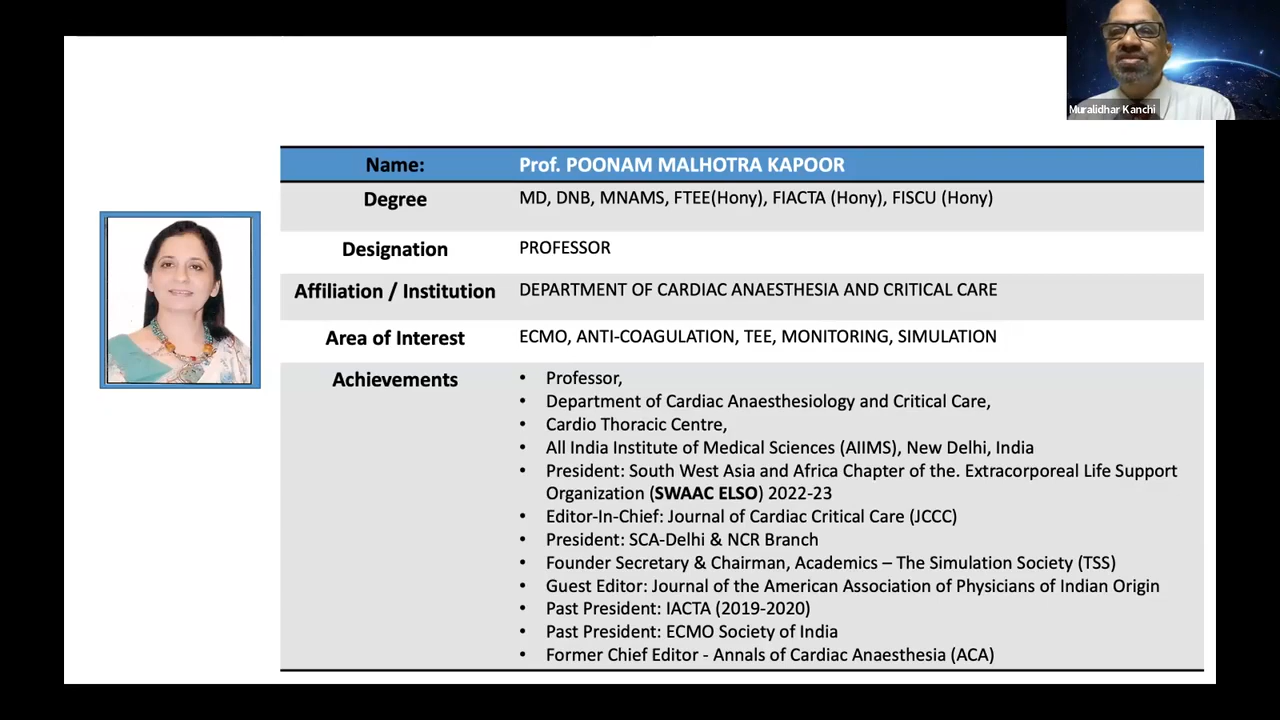 Muralidhar Kanchi
Name: Prof. POONAM MALHOTRA KAPOOR
Degree MD, DNB, MNAMS, FTEE(Hony), FIACTA (Hony), FISCU (Hony)
Designation PROFESSOR
Affiliation / Institution DEPARTMENT OF CARDIAC ANAESTHESIA AND CRITICAL CARE
Area of Interest ECMO, ANTI-COAGULATION, TEE, MONITORING, SIMULATION
Achievements • Professor,
• Department of Cardiac Anaesthesiology and Critical Care,
• Cardio Thoracic Centre,
• All India Institute of Medical Sciences (AIIMS), New Delhi, India
• President: South West Asia and Africa Chapter of the. Extracorporeal Life Support
Organization (SWAAC ELSO) 2022-23
• Editor-In-Chief: Journal of Cardiac Critical Care (JCCC)
• President: SCA-Delhi & NCR Branch
• Founder Secretary & Chairman, Academics – The Simulation Society (TSS)
• Guest Editor: Journal of the American Association of Physicians of Indian Origin
• Past President: IACTA (2019-2020)
• Past President: ECMO Society of India
• Former Chief Editor - Annals of Cardiac Anaesthesia (ACA)